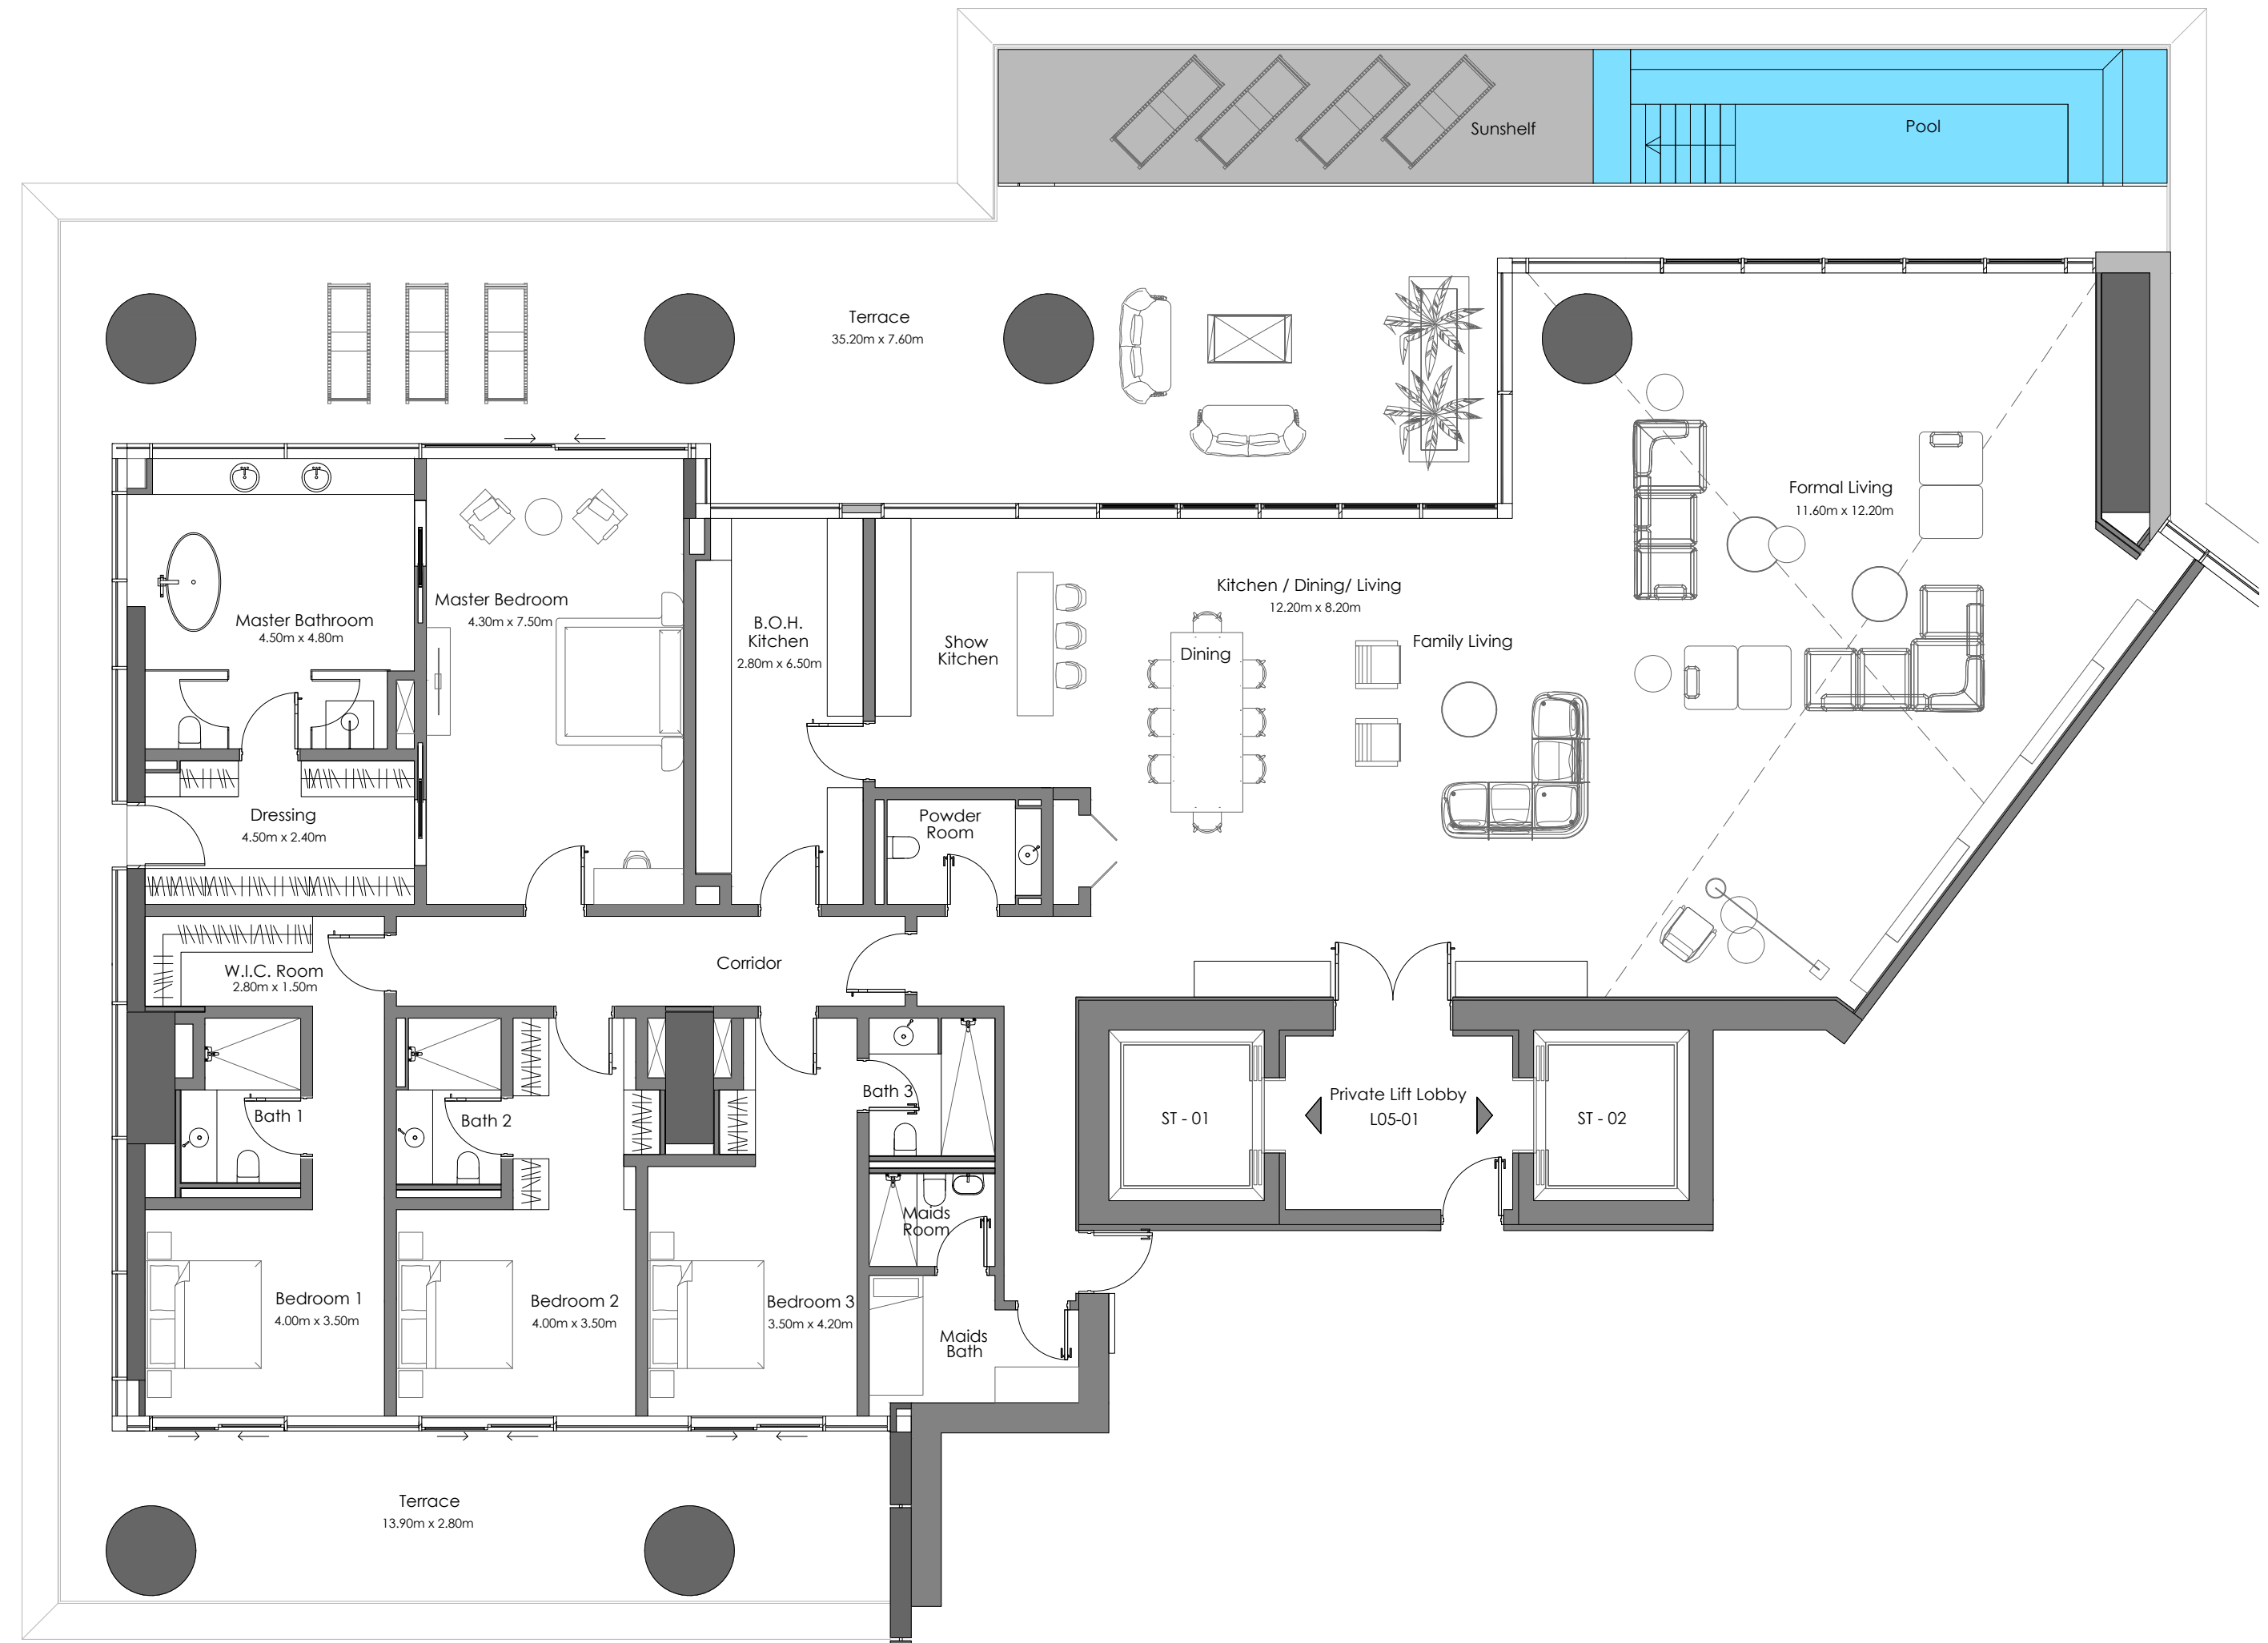 Sunshelf
Pool
Terrace
35.20m x 7.60m
Formal Living
11.60m x 12.20m
Master Bathroom
4.50m x 4.80m
Master Bedroom
4.30m x 7.50m
B.O.H.
Kitchen
2.80m x 6.50m
Show
Kitchen
Kitchen / Dining/ Living
12.20m x 8.20m
Dining
Family Living
Dressing
4.50m x 2.40m
Powder
Room
W.I.C. Room
2.80m x 1.50m
Corridor
Bath 1
Bath 2
Bath 3
ST - 01
Private Lift Lobby
L05-01
ST - 02
Maids
Room
Bedroom 1
4.00m x 3.50m
Bedroom 2
4.00m x 3.50m
Bedroom 3
3.50m x 4.20m
Maids
Bath
Terrace
13.90m x 2.80m